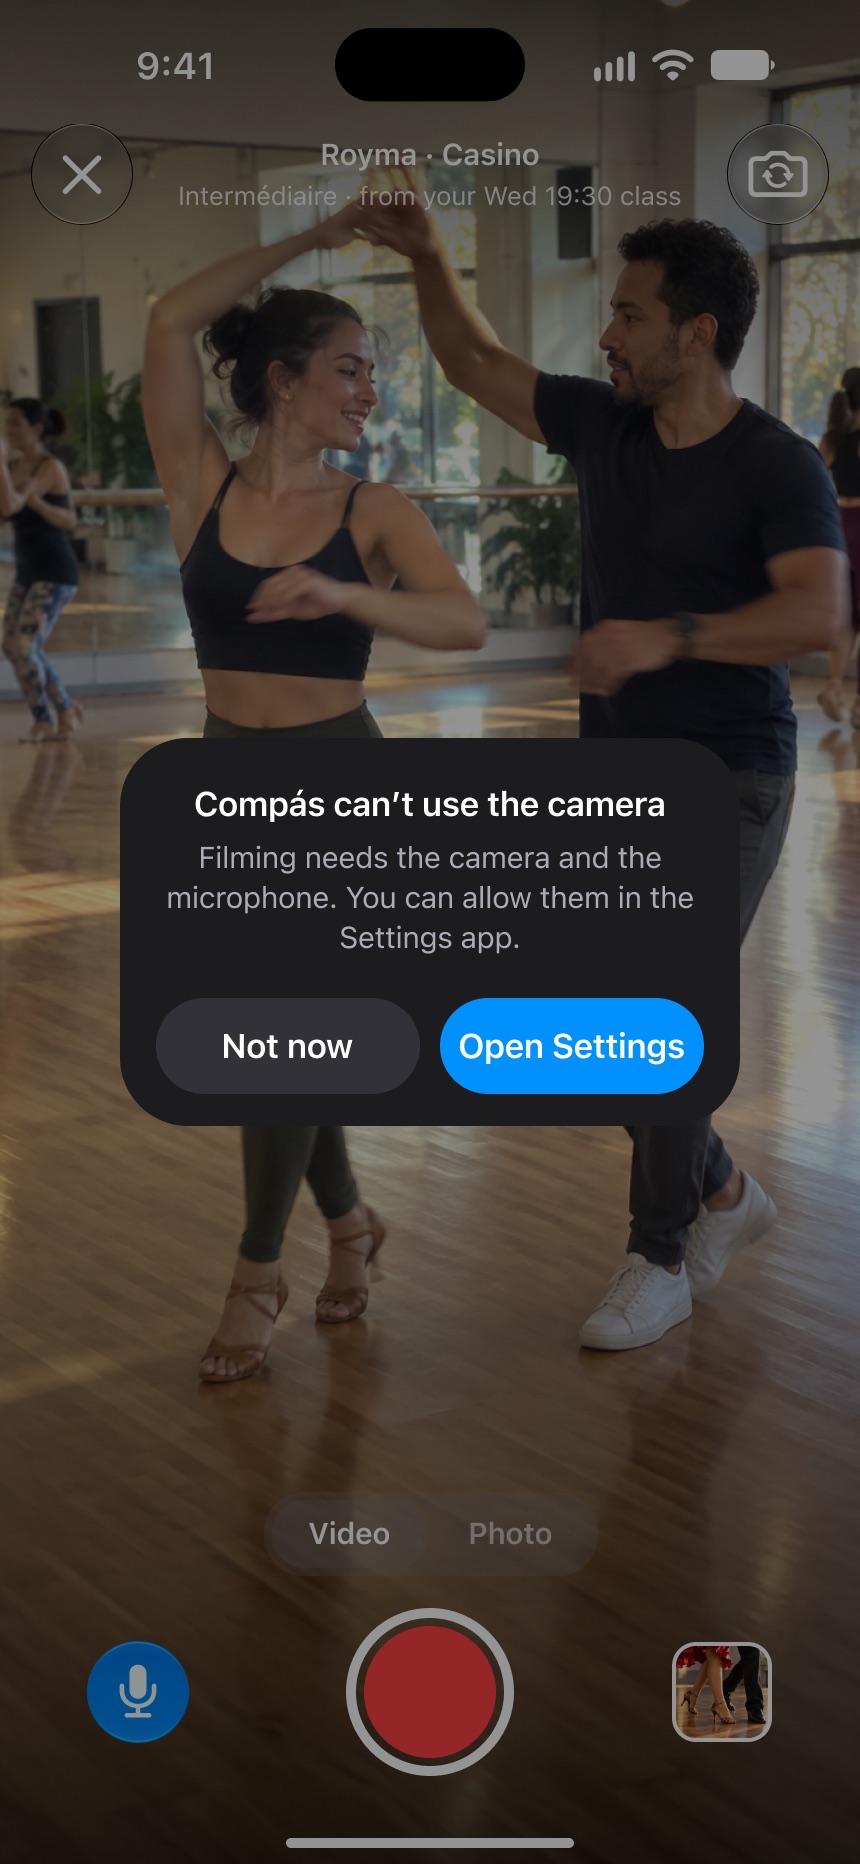 9:41
Royma · Casino
Intermédiaire · from your Wed 19:30 class
Compás can’t use the camera
Filming needs the camera and the
microphone. You can allow them in the
Settings app.
Not now
Open Settings
Video
Photo